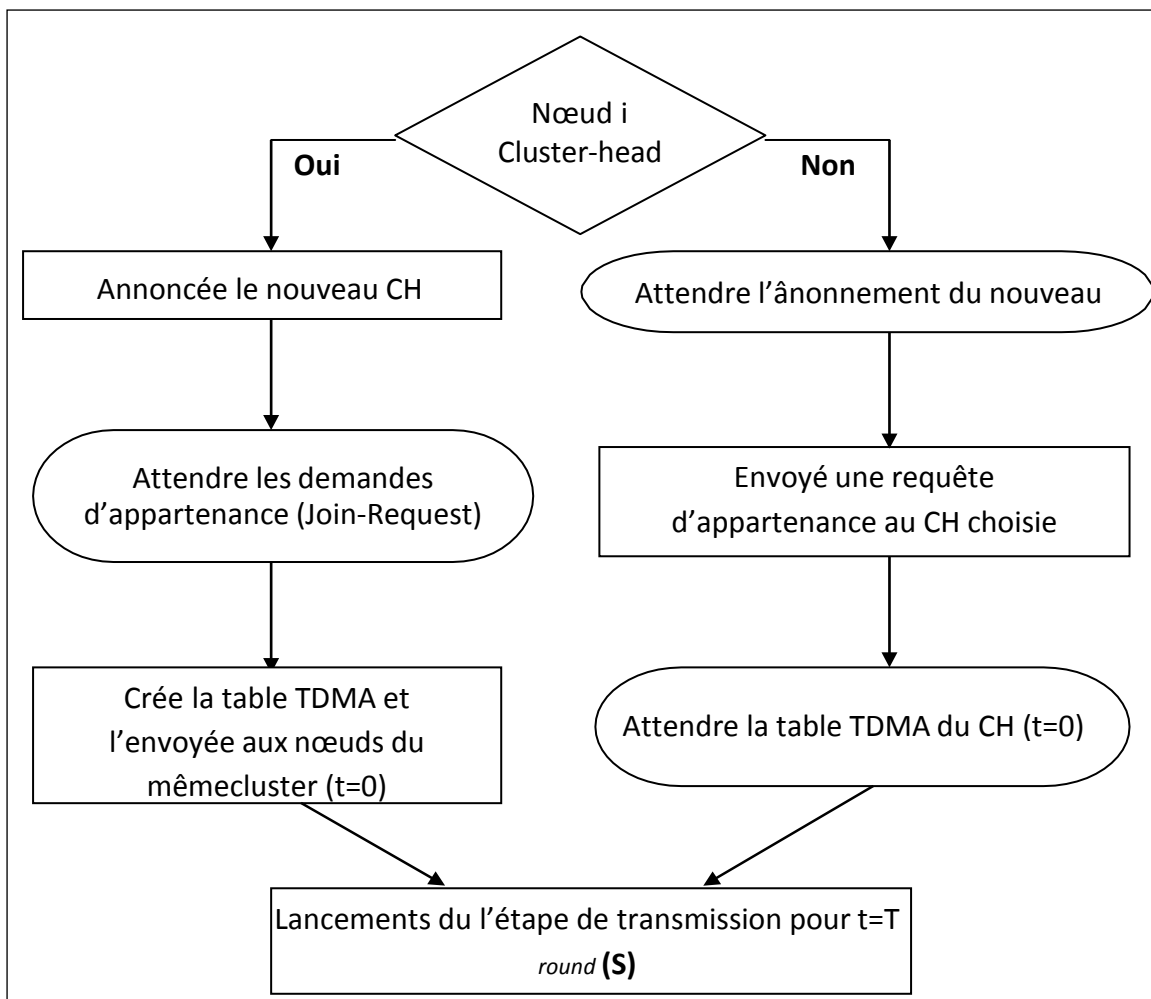 Nœud i
Cluster-head
Oui
Non
Annoncée le nouveau CH
Attendre l'ânonnement du nouveau
Attendre les demandes
d'appartenance (Join-Request)
Envoyé une requête
d'appartenance au CH choisie
Crée la table TDMA et
l'envoyée aux nœuds du
mêmecluster (t=0)
Attendre la table TDMA du CH (t=0)
Lancements du l'étape de transmission pour t=T
round (S)